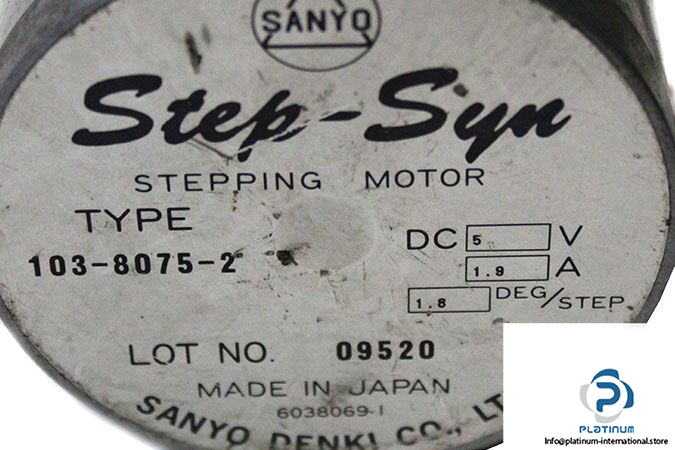 SANYO
Step-Syn
STEPPING MOTOR
TYPE
103-8075-2
DC 5 V
1.9 A
1.8 DEG/STEP
LOT NO. 09520
MADE IN JAPAN
6038069-1
SANYO DENKI CO., LT
PLATINUM
Info@platinum-international.store